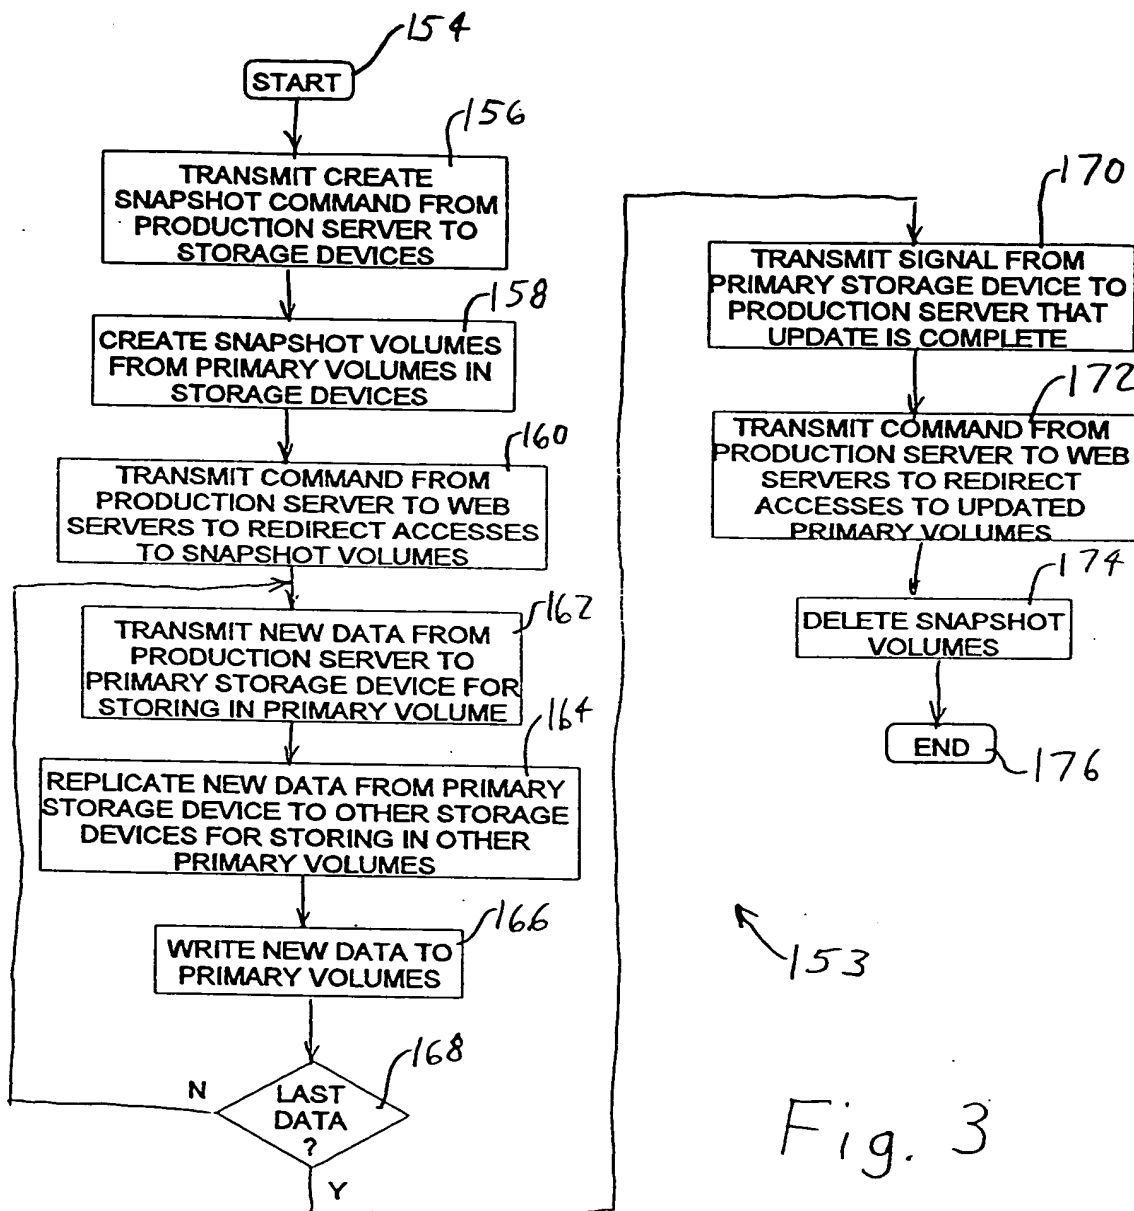 154
START
156
TRANSMIT CREATE
SNAPSHOT COMMAND FROM
PRODUCTION SERVER TO
STORAGE DEVICES
158
CREATE SNAPSHOT VOLUMES
FROM PRIMARY VOLUMES IN
STORAGE DEVICES
160
TRANSMIT COMMAND FROM
PRODUCTION SERVER TO WEB
SERVERS TO REDIRECT ACCESSES
TO SNAPSHOT VOLUMES
162
TRANSMIT NEW DATA FROM
PRODUCTION SERVER TO
PRIMARY STORAGE DEVICE FOR
STORING IN PRIMARY VOLUME
164
REPLICATE NEW DATA FROM PRIMARY
STORAGE DEVICE TO OTHER STORAGE
DEVICES FOR STORING IN OTHER
PRIMARY VOLUMES
166
WRITE NEW DATA TO
PRIMARY VOLUMES
168
N
LAST
DATA
?
Y
170
TRANSMIT SIGNAL FROM
PRIMARY STORAGE DEVICE TO
PRODUCTION SERVER THAT
UPDATE IS COMPLETE
172
TRANSMIT COMMAND FROM
PRODUCTION SERVER TO WEB
SERVERS TO REDIRECT
ACCESSES TO UPDATED
PRIMARY VOLUMES
174
DELETE SNAPSHOT
VOLUMES
END
176
153
Fig. 3